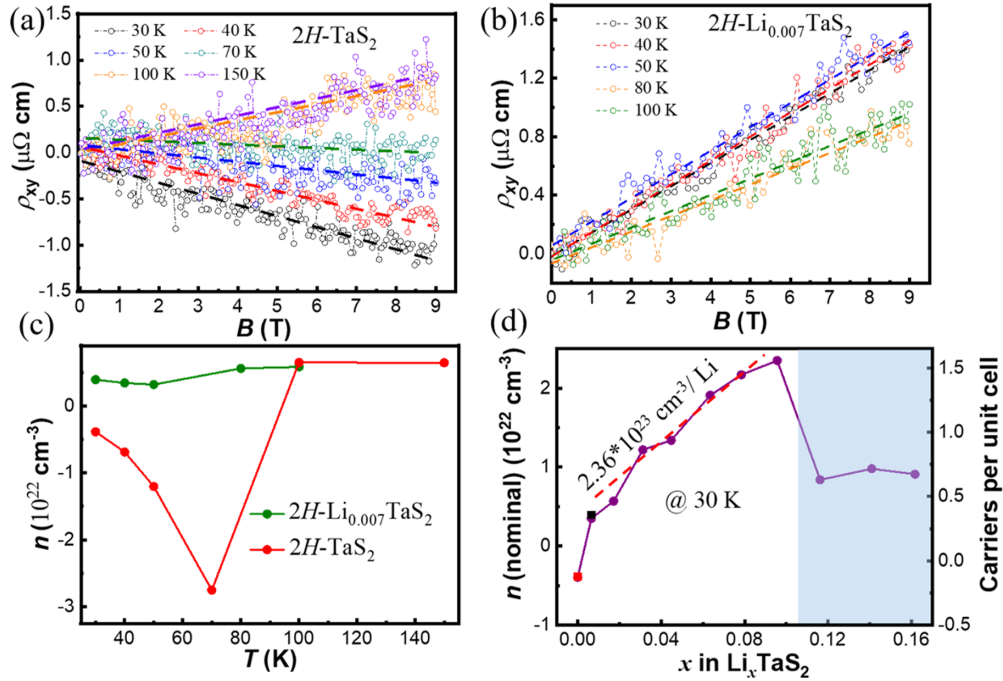 (a)
30 K 40 K
50 K 70 K
100 K 150 K
2H-TaS2
ρxy (μΩ cm)
1.5
1.0
0.5
0.0
-0.5
-1.0
-1.5
0 1 2 3 4 5 6 7 8 9
B (T)
(b)
30 K
40 K
50 K
80 K
100 K
2H-Li0.007TaS2
ρxy (μΩ cm)
1.6
1.2
0.8
0.4
0.0
0 1 2 3 4 5 6 7 8 9
B (T)
(c)
n (10^22 cm^-3)
0
-1
-2
-3
2H-Li0.007TaS2
2H-TaS2
40 60 80 100 120 140
T (K)
(d)
n (nominal) (10^22 cm^-3)
2
1
0
-1
2.36*10^23 cm^-3/ Li
@ 30 K
1.5
1.0
0.5
0.0
-0.5
Carriers per unit cell
0.00 0.04 0.08 0.12 0.16
x in LixTaS2